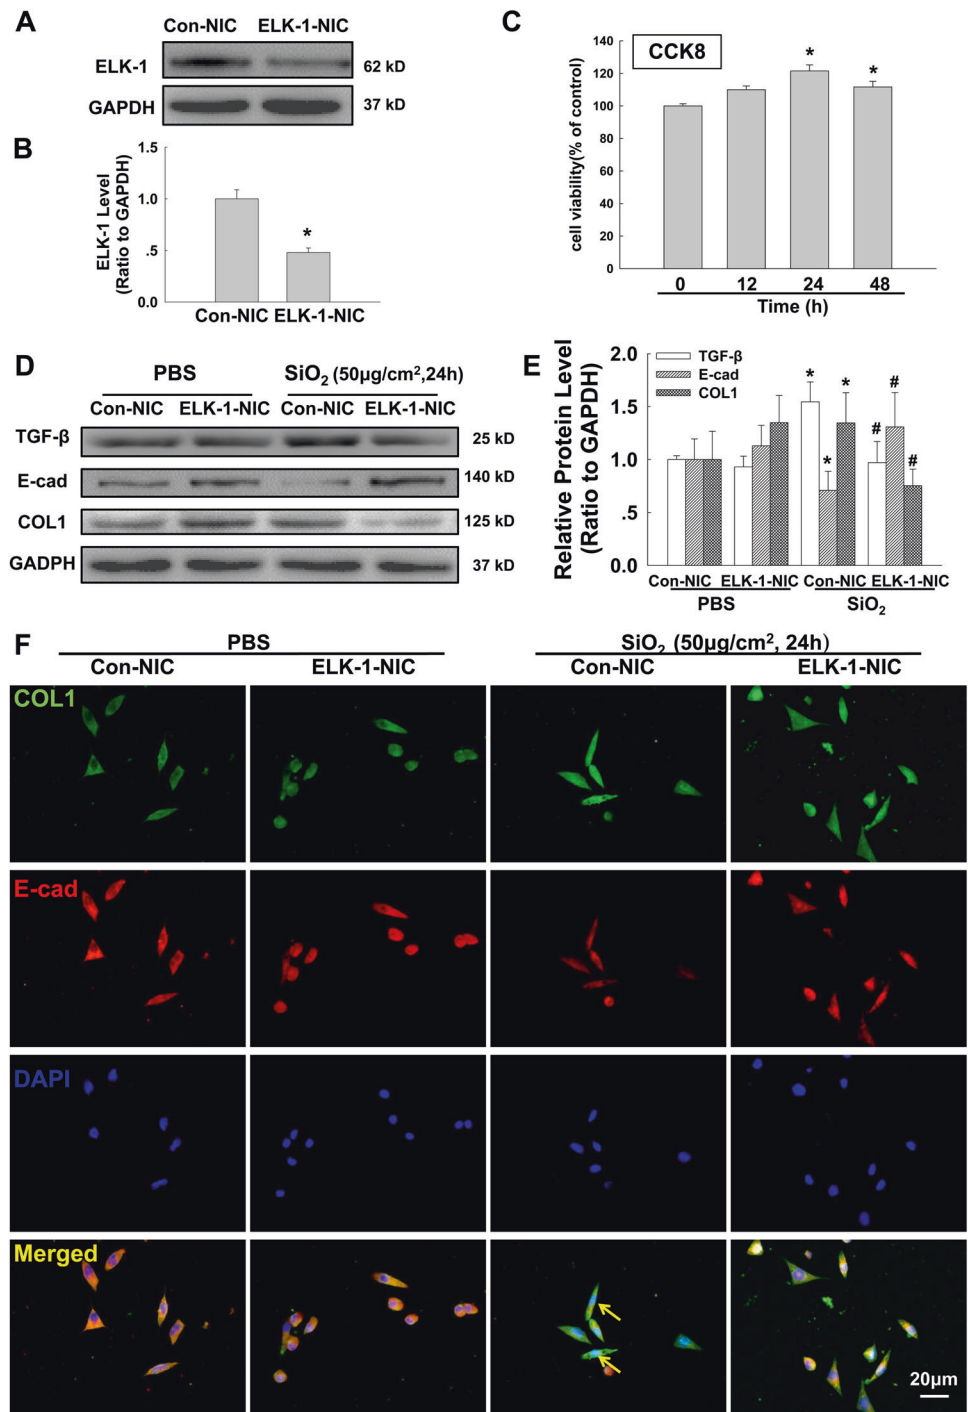 A
Con-NIC ELK-1-NIC
ELK-1
62 kD
GAPDH
37 kD
B
ELK-1 Level
(Ratio to GAPDH)
1.5
1.0
.5
0.0
*
Con-NIC ELK-1-NIC
C
CCK8
cell viability(% of control)
140
120
100
80
60
40
20
0
* *
0 12 24 48
Time (h)
D
PBS SiO2 (50μg/cm2,24h)
Con-NIC ELK-1-NIC Con-NIC ELK-1-NIC
TGF-β 25 kD
E-cad 140 kD
COL1 125 kD
GADPH 37 kD
E
Relative Protein Level
(Ratio to GAPDH)
2.0
1.5
1.0
.5
0.0
TGF-β
E-cad
COL1
* * * # # #
Con-NIC ELK-1-NIC Con-NIC ELK-1-NIC
PBS SiO2
F
PBS SiO2 (50μg/cm2, 24h)
Con-NIC ELK-1-NIC Con-NIC ELK-1-NIC
COL1
E-cad
DAPI
Merged
20μm